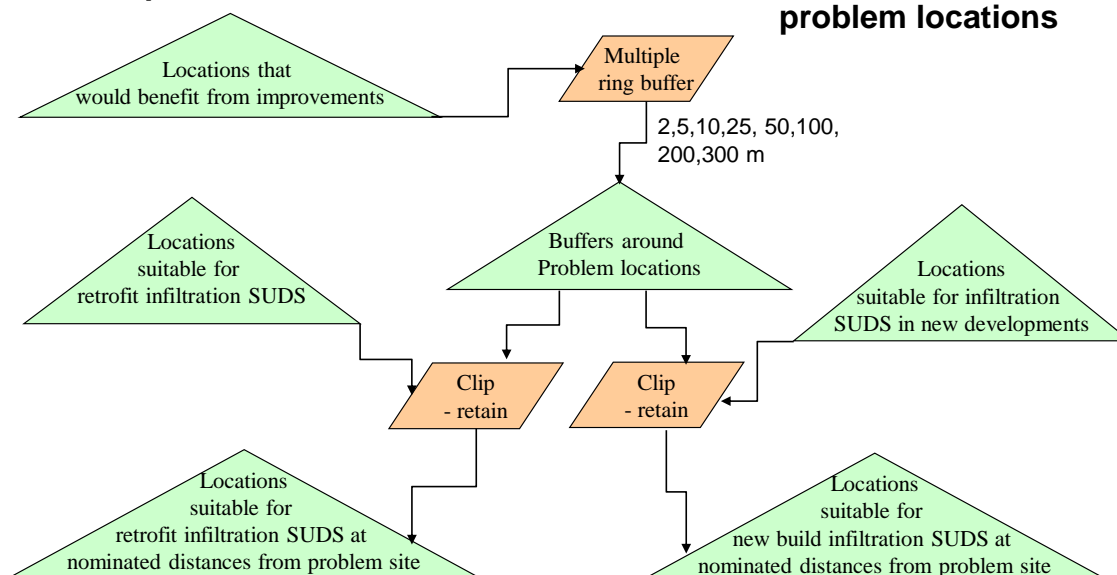 problem locations
Locations that
would benefit from improvements
Multiple
ring buffer
2,5,10,25, 50,100,
200,300 m
Buffers around
Problem locations
Locations
suitable for
retrofit infiltration SUDS
Locations
suitable for infiltration
SUDS in new developments
Clip
- retain
Clip
- retain
Locations
suitable for
retrofit infiltration SUDS at
nominated distances from problem site
Locations
suitable for
new build infiltration SUDS at
nominated distances from problem site